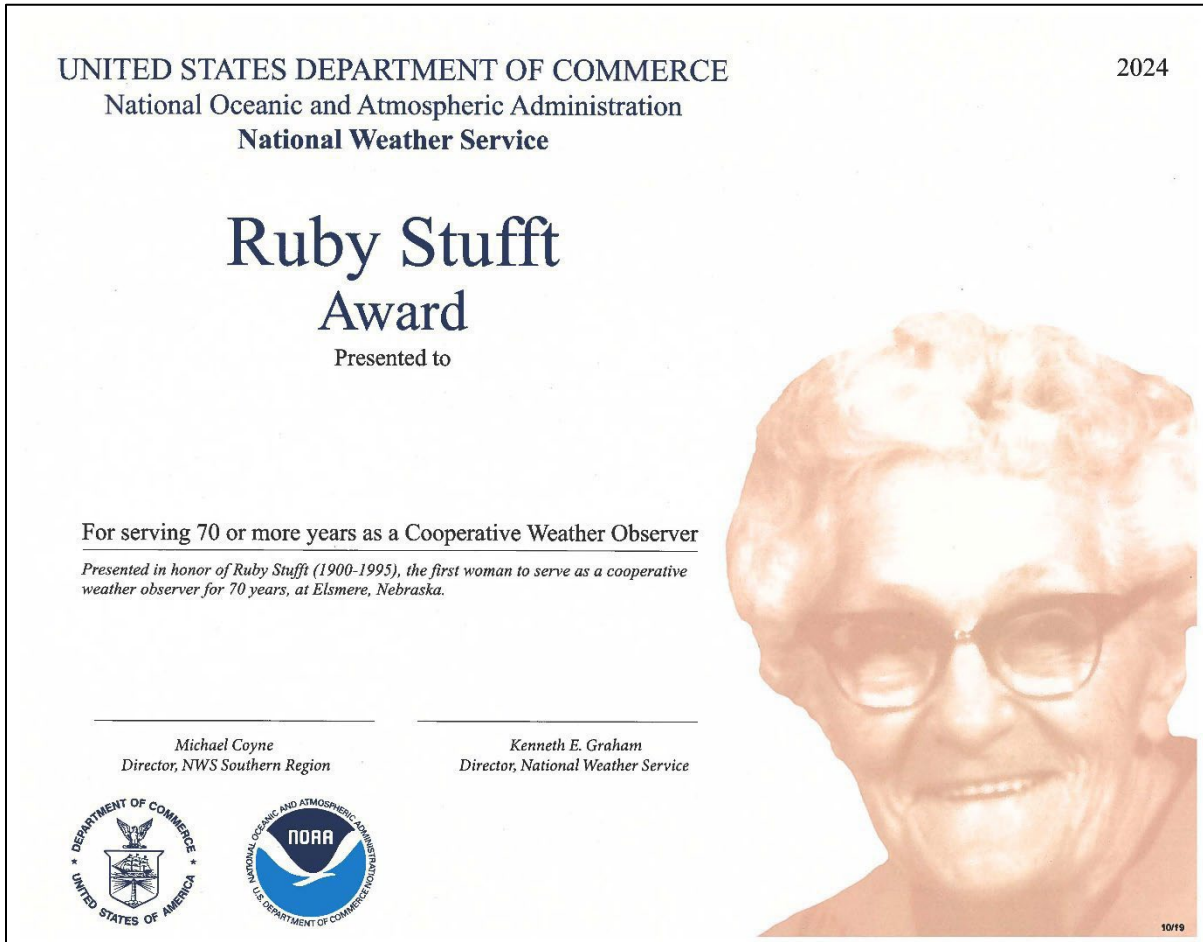 UNITED STATES DEPARTMENT OF COMMERCE
2024
National Oceanic and Atmospheric Administration
National Weather Service
Ruby Stufft
Award
Presented to
For serving 70 or more years as a Cooperative Weather Observer
Presented in honor of Ruby Stufft (1900-1995), the first woman to serve as a cooperative
weather observer for 70 years, at Elsmere, Nebraska.
Michael Coyne
Director, NWS Southern Region
Kenneth E. Graham
Director, National Weather Service
DEPARTMENT OF COMMERCE
UNITED STATES OF AMERICA
NATIONAL OCEANIC AND ATMOSPHERIC ADMINISTRATION
NOAA
U.S. DEPARTMENT OF COMMERCE
10/19